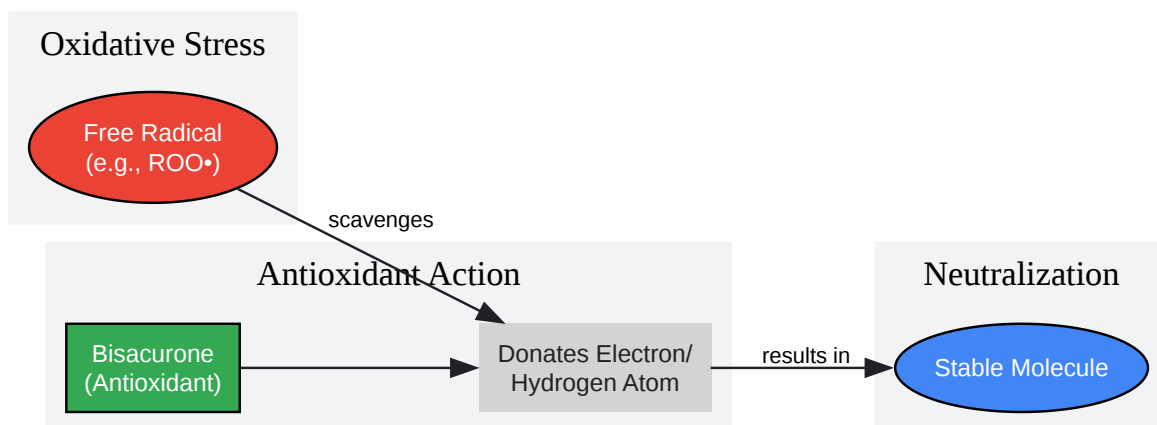 Oxidative Stress
Free Radical
(e.g., ROO•)
scavenges
Antioxidant Action
Neutralization
Bisacurone
(Antioxidant)
Donates Electron/
Hydrogen Atom
results in
Stable Molecule